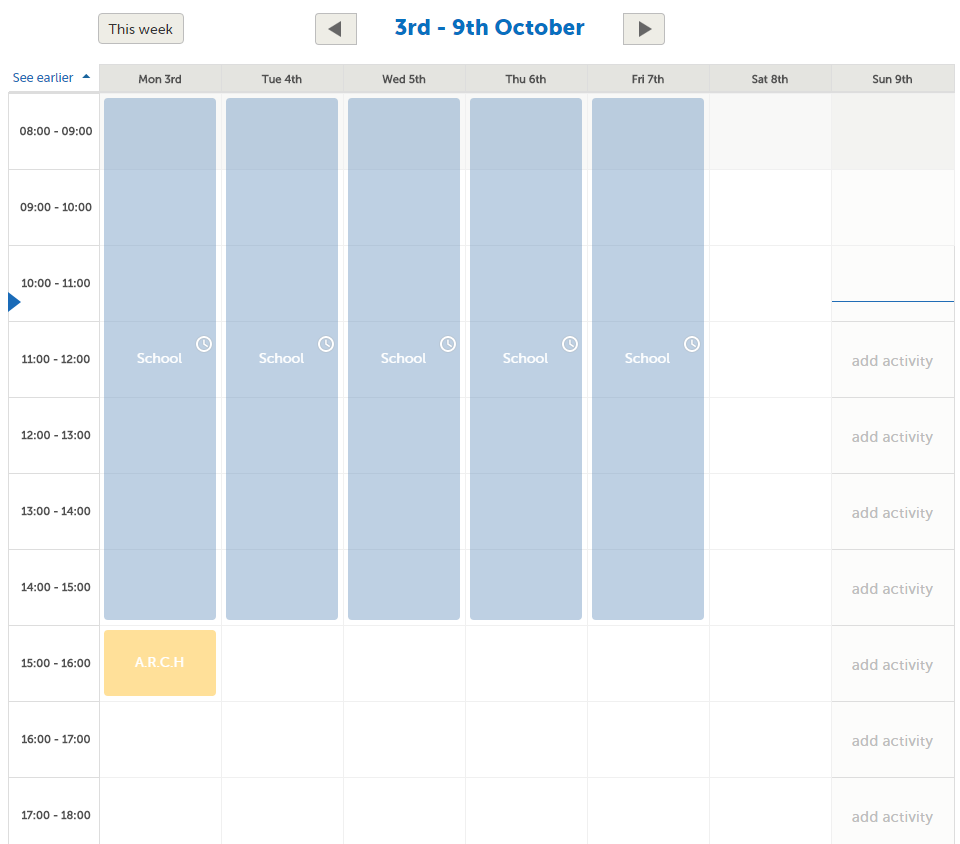 This week
3rd - 9th October
See earlier
Mon 3rd Tue 4th Wed 5th Thu 6th Fri 7th Sat 8th Sun 9th
08:00 - 09:00
09:00 - 10:00
10:00 - 11:00
11:00 - 12:00 School School School School School add activity
12:00 - 13:00 add activity
13:00 - 14:00 add activity
14:00 - 15:00 add activity
15:00 - 16:00 A.R.C.H add activity
16:00 - 17:00 add activity
17:00 - 18:00 add activity